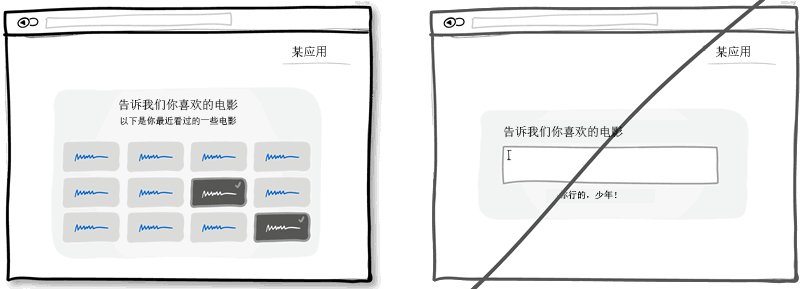 某应用
告诉我们你喜欢的电影
以下是你最近看过的一些电影
某应用
告诉我们你喜欢的电影
你行的，少年！